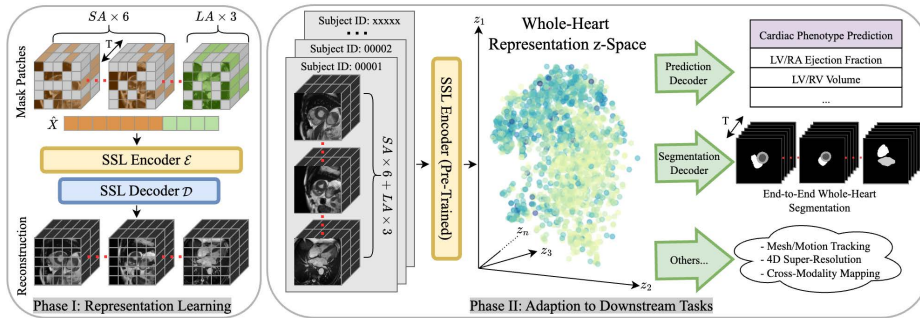 SA × 6
LA × 3
T
Mask Patches
X̂
SSL Encoder ℰ
SSL Decoder 𝒟
Reconstruction
Phase I: Representation Learning
Subject ID: xxxxx
...
Subject ID: 00002
Subject ID: 00001
SA × 6 + LA × 3
SSL Encoder (Pre-Trained)
Whole-Heart
Representation z-Space
z₁
zₙ
z₃
z₂
Prediction
Decoder
Cardiac Phenotype Prediction
LV/RA Ejection Fraction
LV/RV Volume
...
Segmentation
Decoder
T
End-to-End Whole-Heart
Segmentation
Others...
- Mesh/Motion Tracking
- 4D Super-Resolution
- Cross-Modality Mapping
Phase II: Adaption to Downstream Tasks